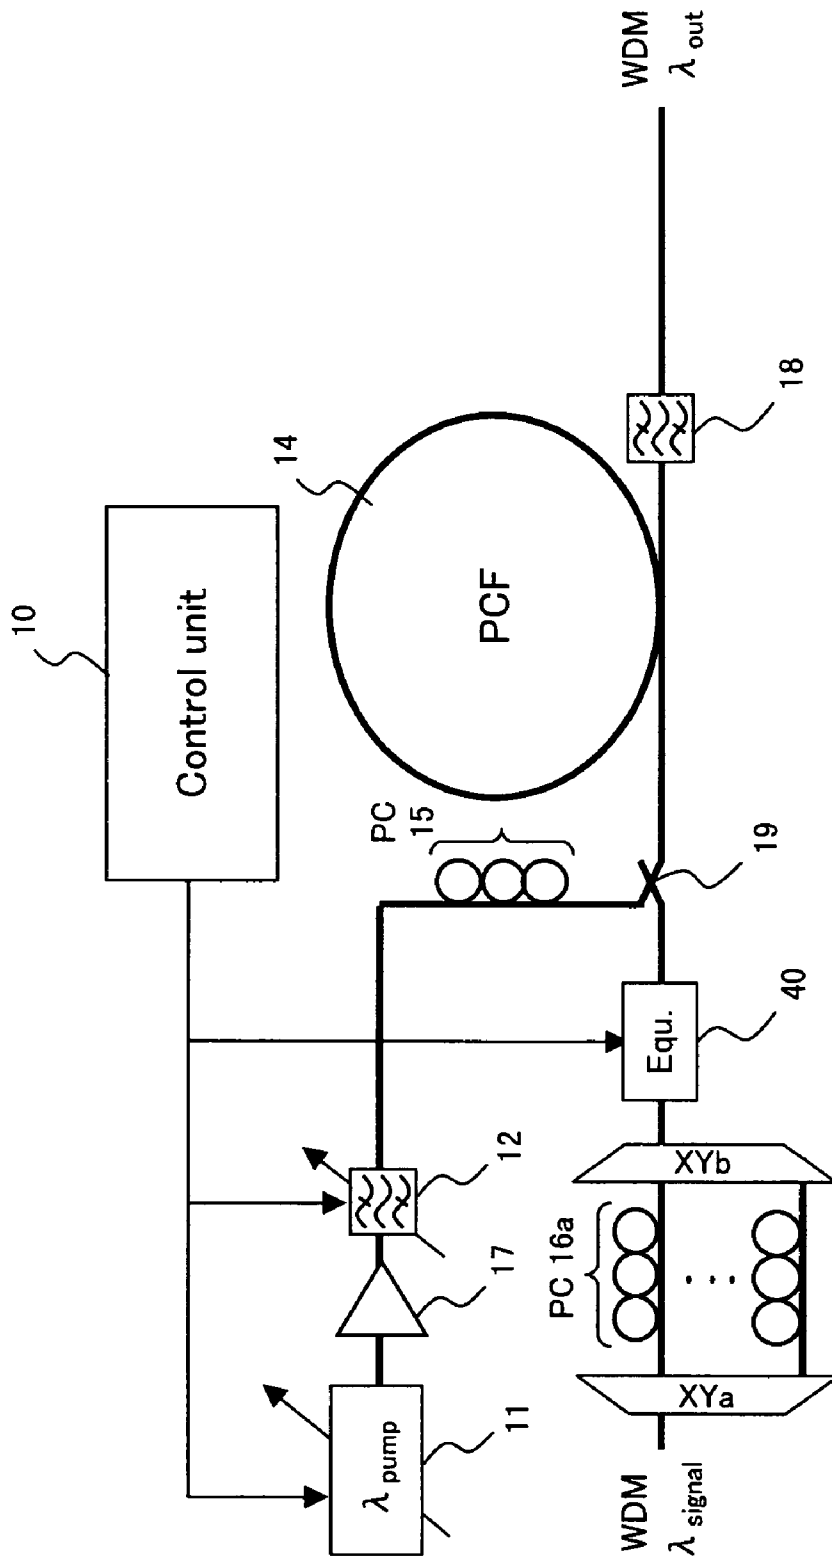 10
Control unit
λ pump
11
17
12
PC
15
14
PCF
WDM
λ signal
XYa
PC 16a
...
XYb
Equ.
40
19
18
WDM
λ out